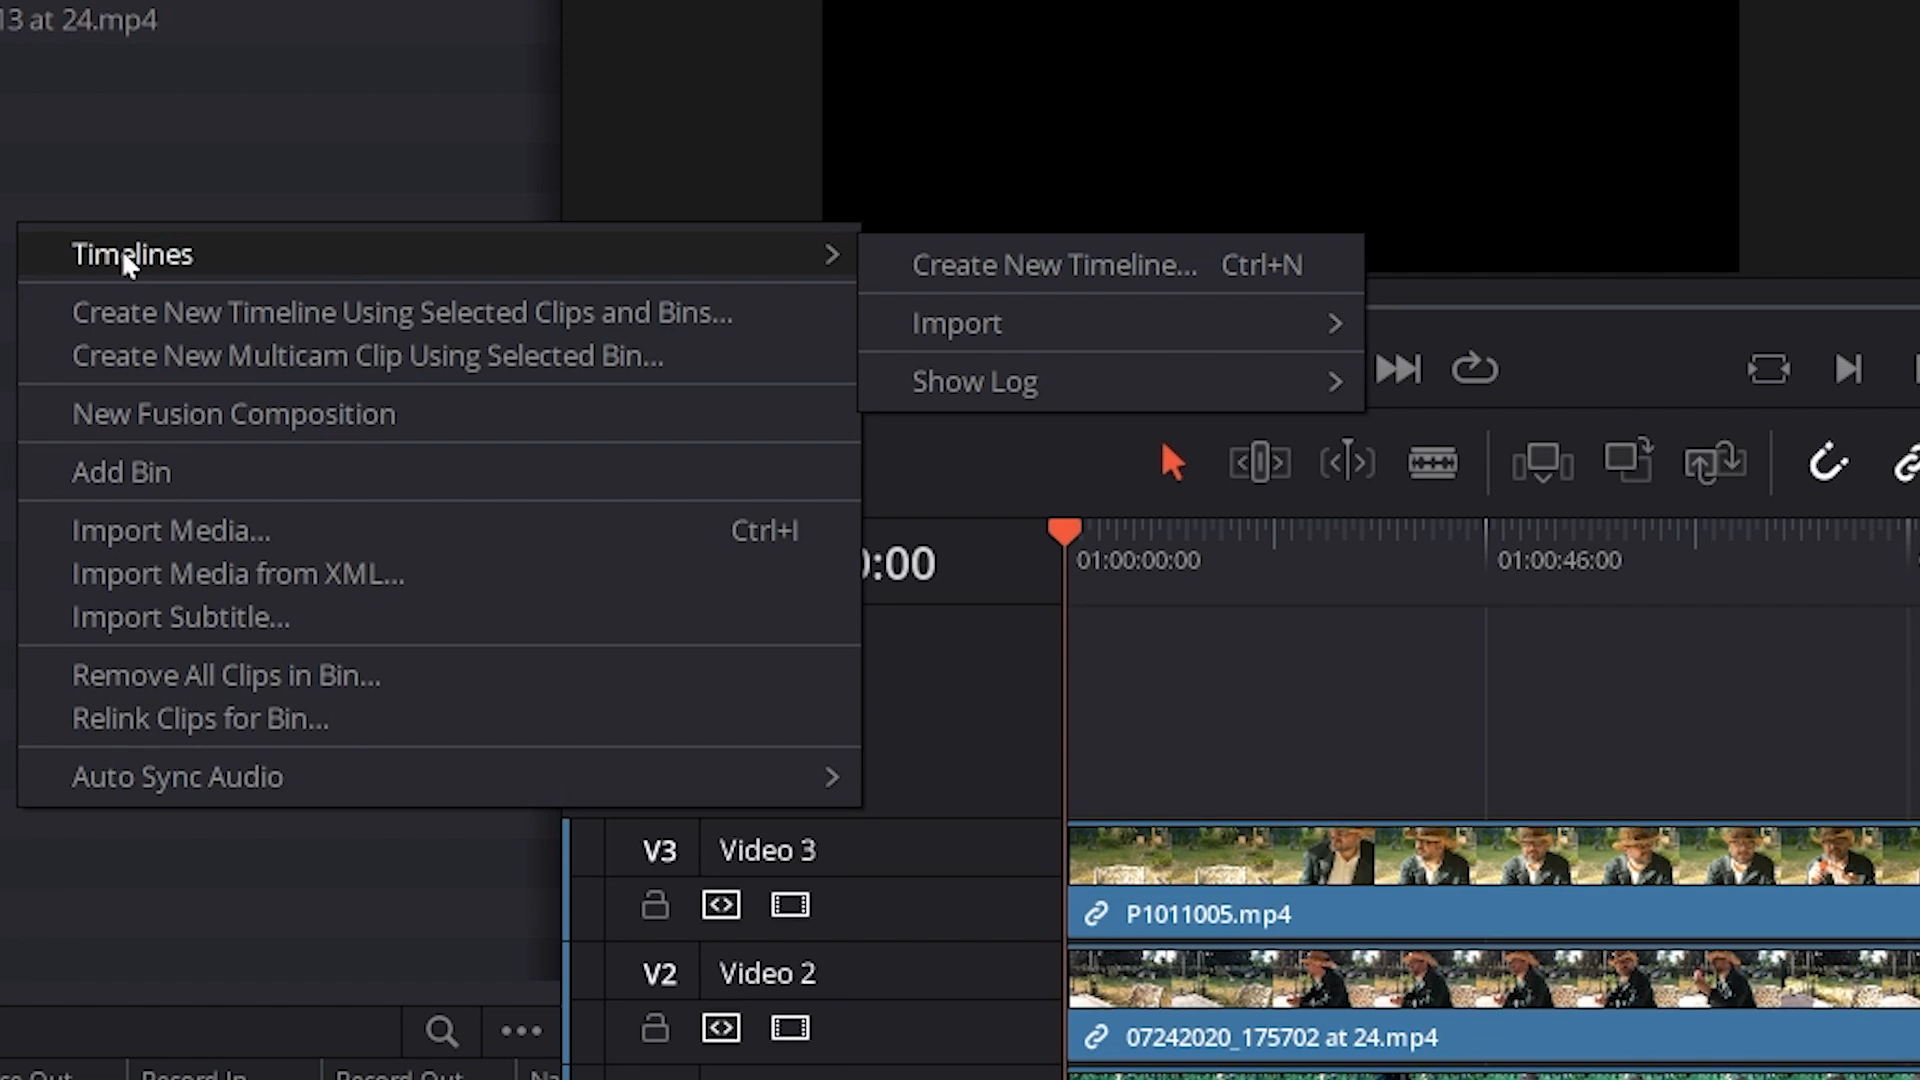 13 at 24.mp4
Timelines
Create New Timeline Using Selected Clips and Bins...
Create New Multicam Clip Using Selected Bin...
New Fusion Composition
Add Bin
Import Media... Ctrl+I
Import Media from XML...
Import Subtitle...
Remove All Clips in Bin...
Relink Clips for Bin...
Auto Sync Audio
Create New Timeline... Ctrl+N
Import
Show Log
:00
01:00:00:00
01:00:46:00
V3 Video 3
P1011005.mp4
V2 Video 2
07242020_175702 at 24.mp4
Out Record In Record Out Na